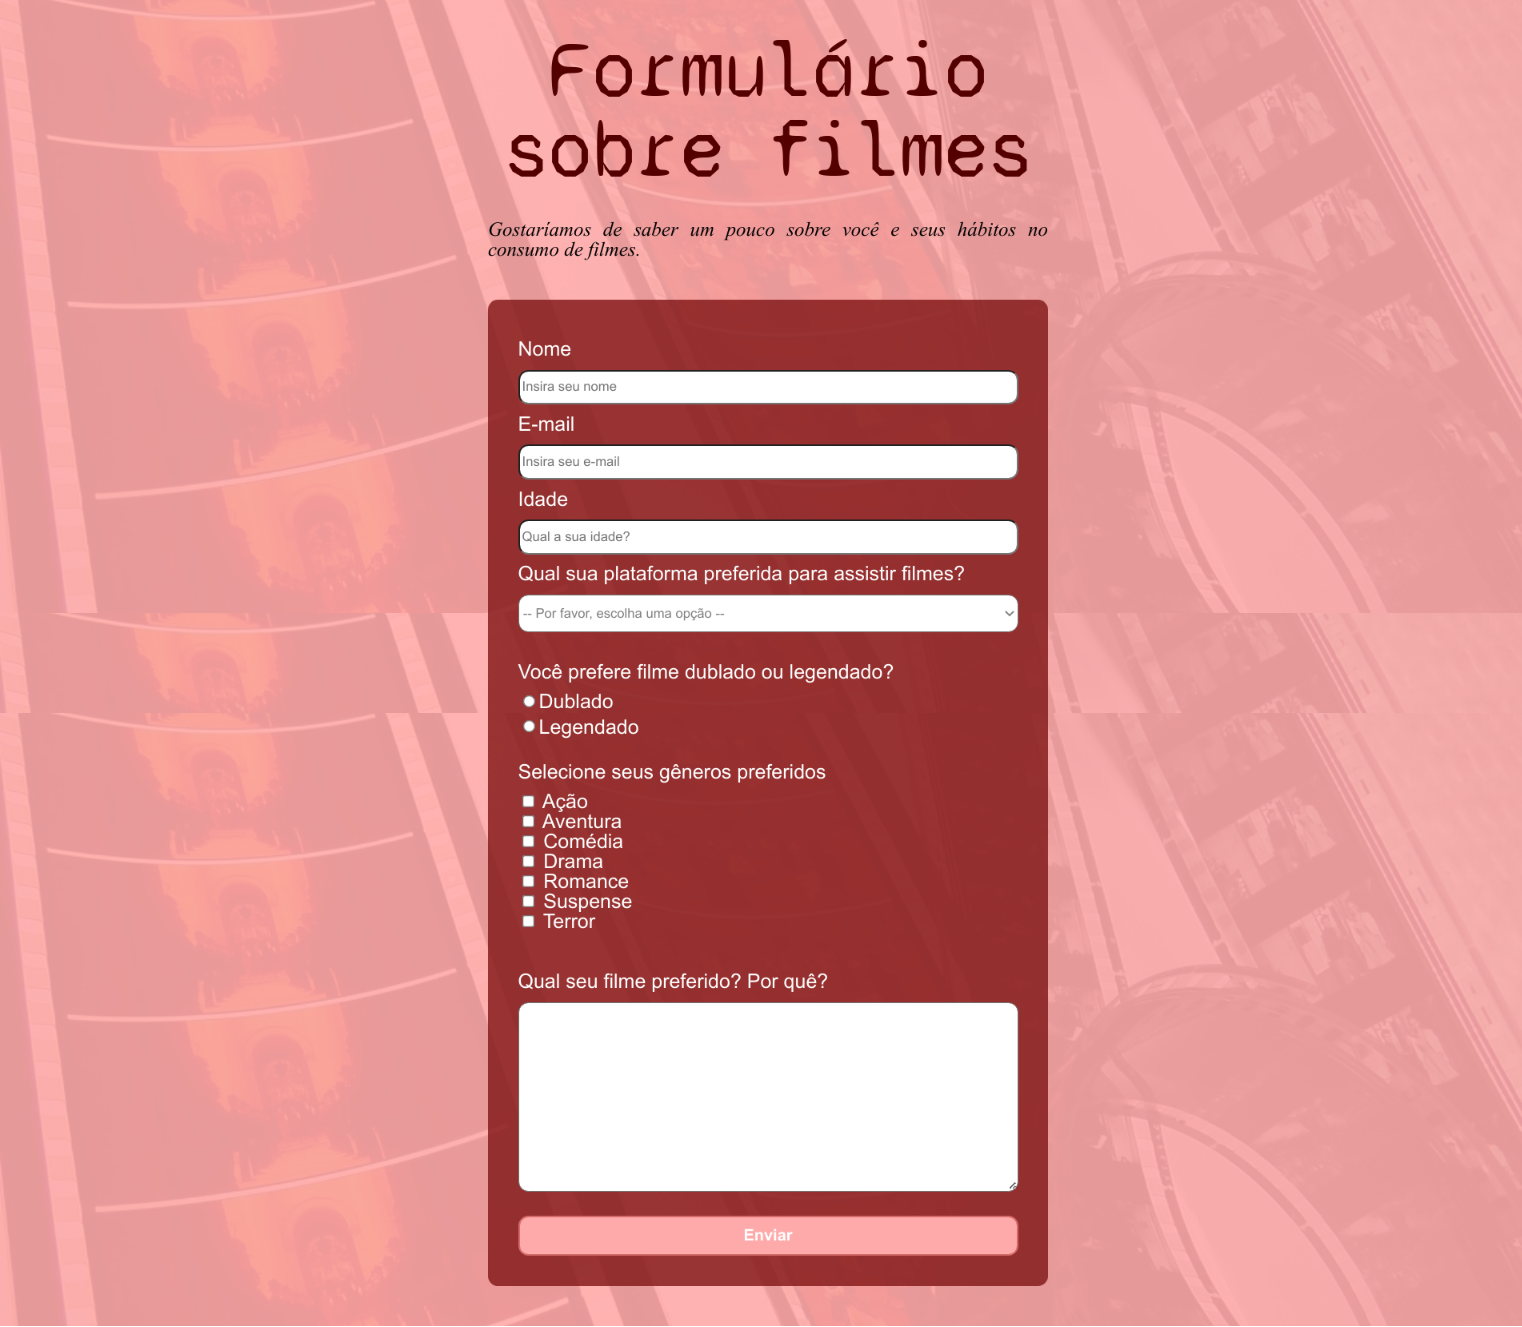 Formulário
sobre filmes
Gostaríamos de saber um pouco sobre você e seus hábitos no
consumo de filmes.
Nome
Insira seu nome
E-mail
Insira seu e-mail
Idade
Qual a sua idade?
Qual sua plataforma preferida para assistir filmes?
-- Por favor, escolha uma opção --
Você prefere filme dublado ou legendado?
Dublado
Legendado
Selecione seus gêneros preferidos
Ação
Aventura
Comédia
Drama
Romance
Suspense
Terror
Qual seu filme preferido? Por quê?
Enviar